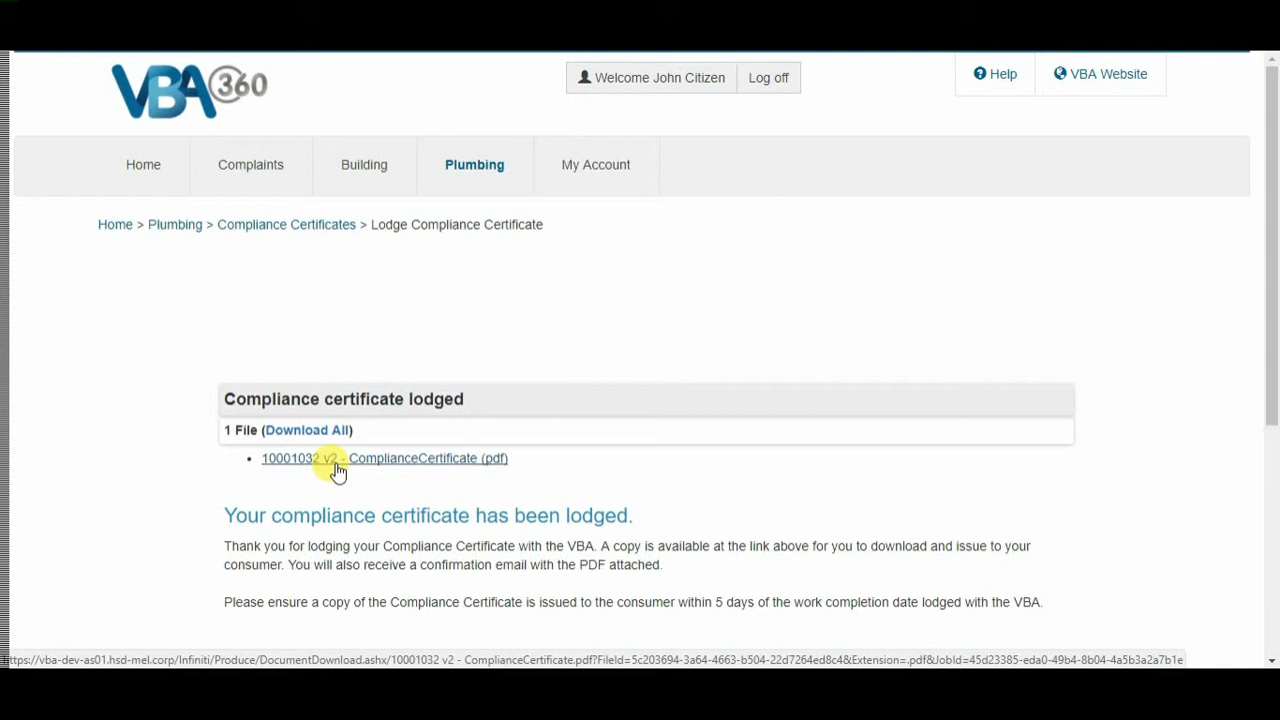 VBA 360
Welcome John Citizen Log off
Help VBA Website
Home Complaints Building Plumbing My Account
Home > Plumbing > Compliance Certificates > Lodge Compliance Certificate
Compliance certificate lodged
1 File (Download All)
• 10001032 v2 - ComplianceCertificate (pdf)
Your compliance certificate has been lodged.
Thank you for lodging your Compliance Certificate with the VBA. A copy is available at the link above for you to download and issue to your
consumer. You will also receive a confirmation email with the PDF attached.
Please ensure a copy of the Compliance Certificate is issued to the consumer within 5 days of the work completion date lodged with the VBA.
https://vba-dev-as01.hsd-mel.corp/Infiniti/Produce/DocumentDownload.ashx/10001032 v2 - ComplianceCertificate.pdf?FileId=5c203694-3a64-4663-b504-22d7264ed8c4&Extension=.pdf&JobId=45d23385-eda0-49b4-8b04-4a5b3a2a7b1e